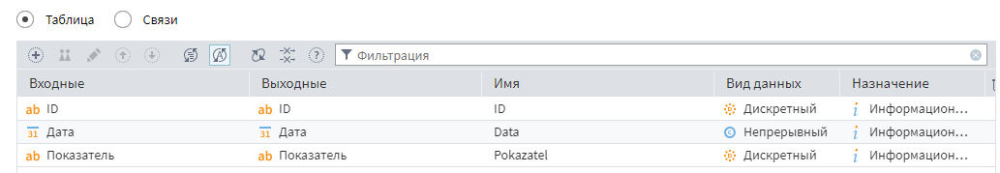 Таблица Связи
Фильтрация
Входные Выходные Имя Вид данных Назначение
ab ID ab ID ID Дискретный i Информацион...
31 Дата 31 Дата Data C Непрерывный i Информацион...
ab Показатель ab Показатель Pokazatel Дискретный i Информацион...